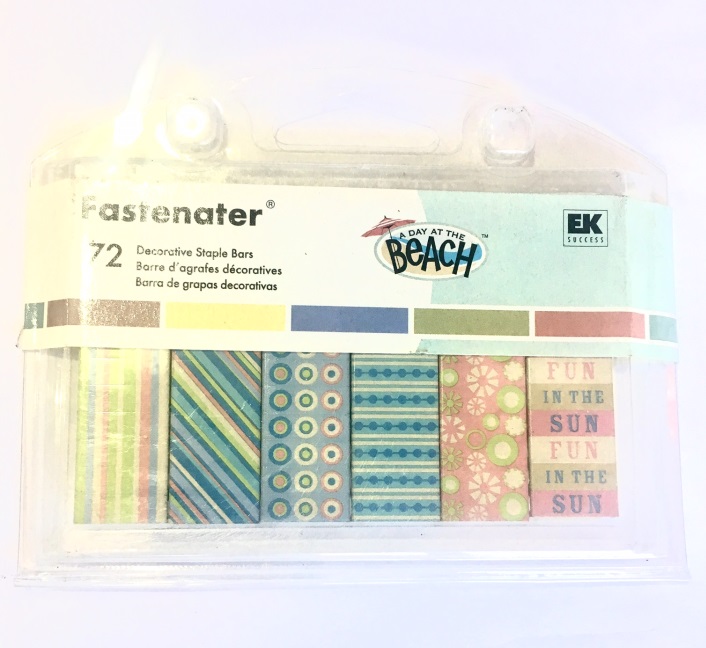 Fastenater®
72 Decorative Staple Bars
Barre d'agrafes décoratives
Barra de grapas decorativas
A DAY AT THE
BEACH™
EK
SUCCESS
FUN
IN THE
SUN
FUN
IN THE
SUN